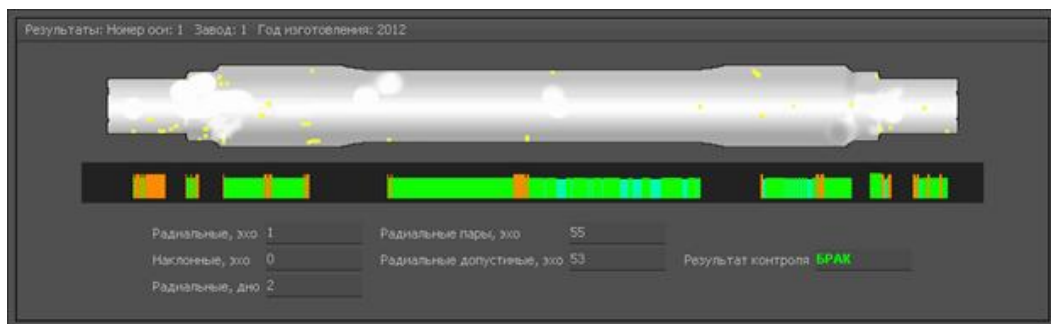 Результаты: Номер оси: 1 Завод: 1 Год изготовления: 2012
Радиальные, эхо 1 Радиальные пары, эхо 55
Наклонные, эхо 0 Радиальные допустимые, эхо 53 Результат контроля БРАК
Радиальные, дно 2